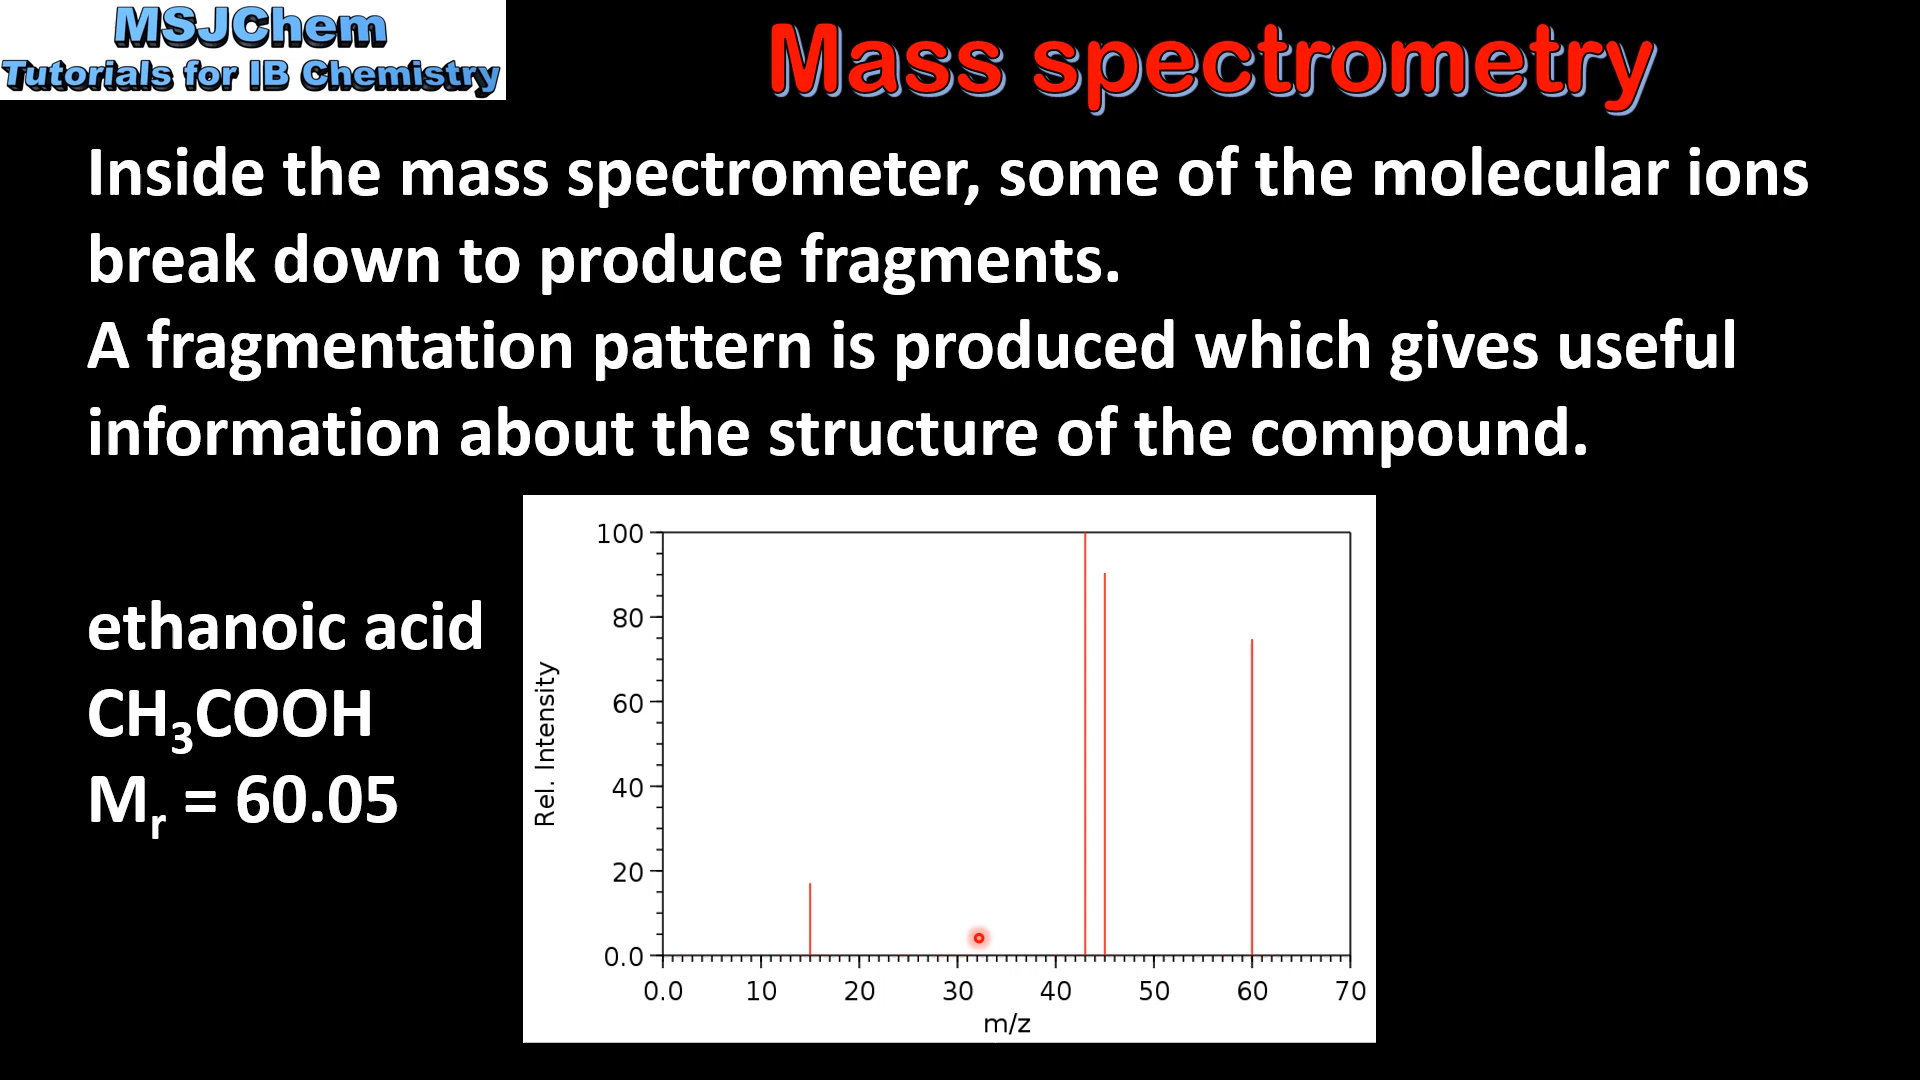 MSJChem
Tutorials for IB Chemistry
Mass spectrometry
Inside the mass spectrometer, some of the molecular ions
break down to produce fragments.
A fragmentation pattern is produced which gives useful
information about the structure of the compound.
ethanoic acid
CH₃COOH
Mᵣ = 60.05
Rel. Intensity
100
80
60
40
20
0.0
0.0 10 20 30 40 50 60 70
m/z